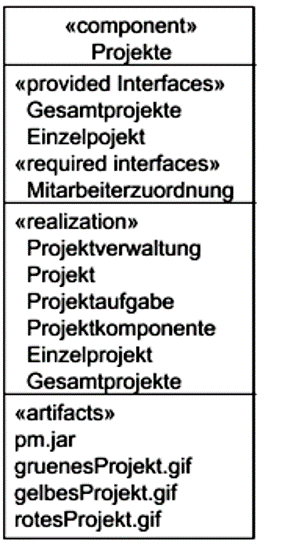 «component»
Projekte
«provided Interfaces»
Gesamtprojekte
Einzelpojekt
«required interfaces»
Mitarbeiterzuordnung
«realization»
Projektverwaltung
Projekt
Projektaufgabe
Projektkomponente
Einzelprojekt
Gesamtprojekte
«artifacts»
pm.jar
gruenesProjekt.gif
gelbesProjekt.gif
rotesProjekt.gif